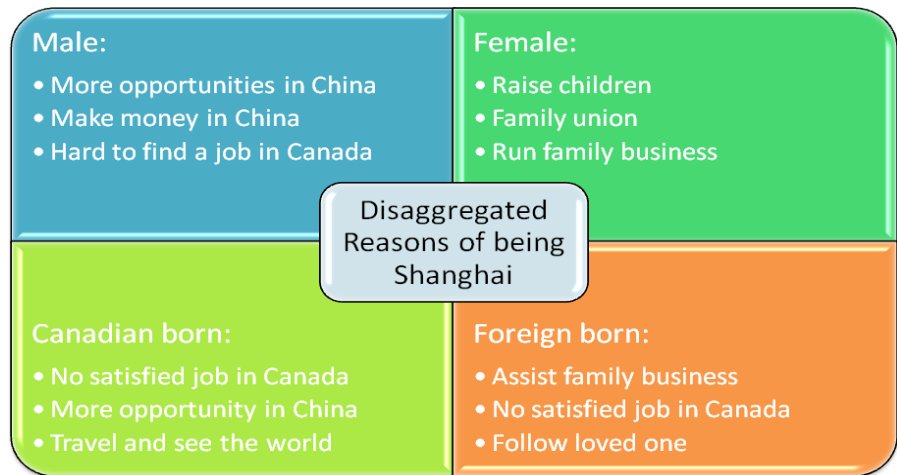 Male:
• More opportunities in China
• Make money in China
• Hard to find a job in Canada
Female:
• Raise children
• Family union
• Run family business
Disaggregated
Reasons of being
Shanghai
Canadian born:
• No satisfied job in Canada
• More opportunity in China
• Travel and see the world
Foreign born:
• Assist family business
• No satisfied job in Canada
• Follow loved one